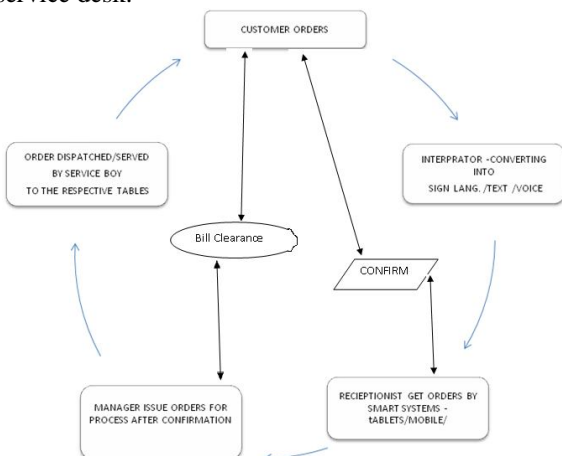 service desk.
CUSTOMER ORDERS
ORDER DISPATCHED/SERVED
BY SERVICE BOY
TO THE RESPECTIVE TABLES
INTERPRATOR -CONVERTING
INTO
SIGN LANG. /TEXT /VOICE
Bill Clearance
CONFIRM
MANAGER ISSUE ORDERS FOR
PROCESS AFTER CONFIRMATION
RECIEPTIONIST GET ORDERS BY
SMART SYSTEMS -
tABLETS/MOBILE/